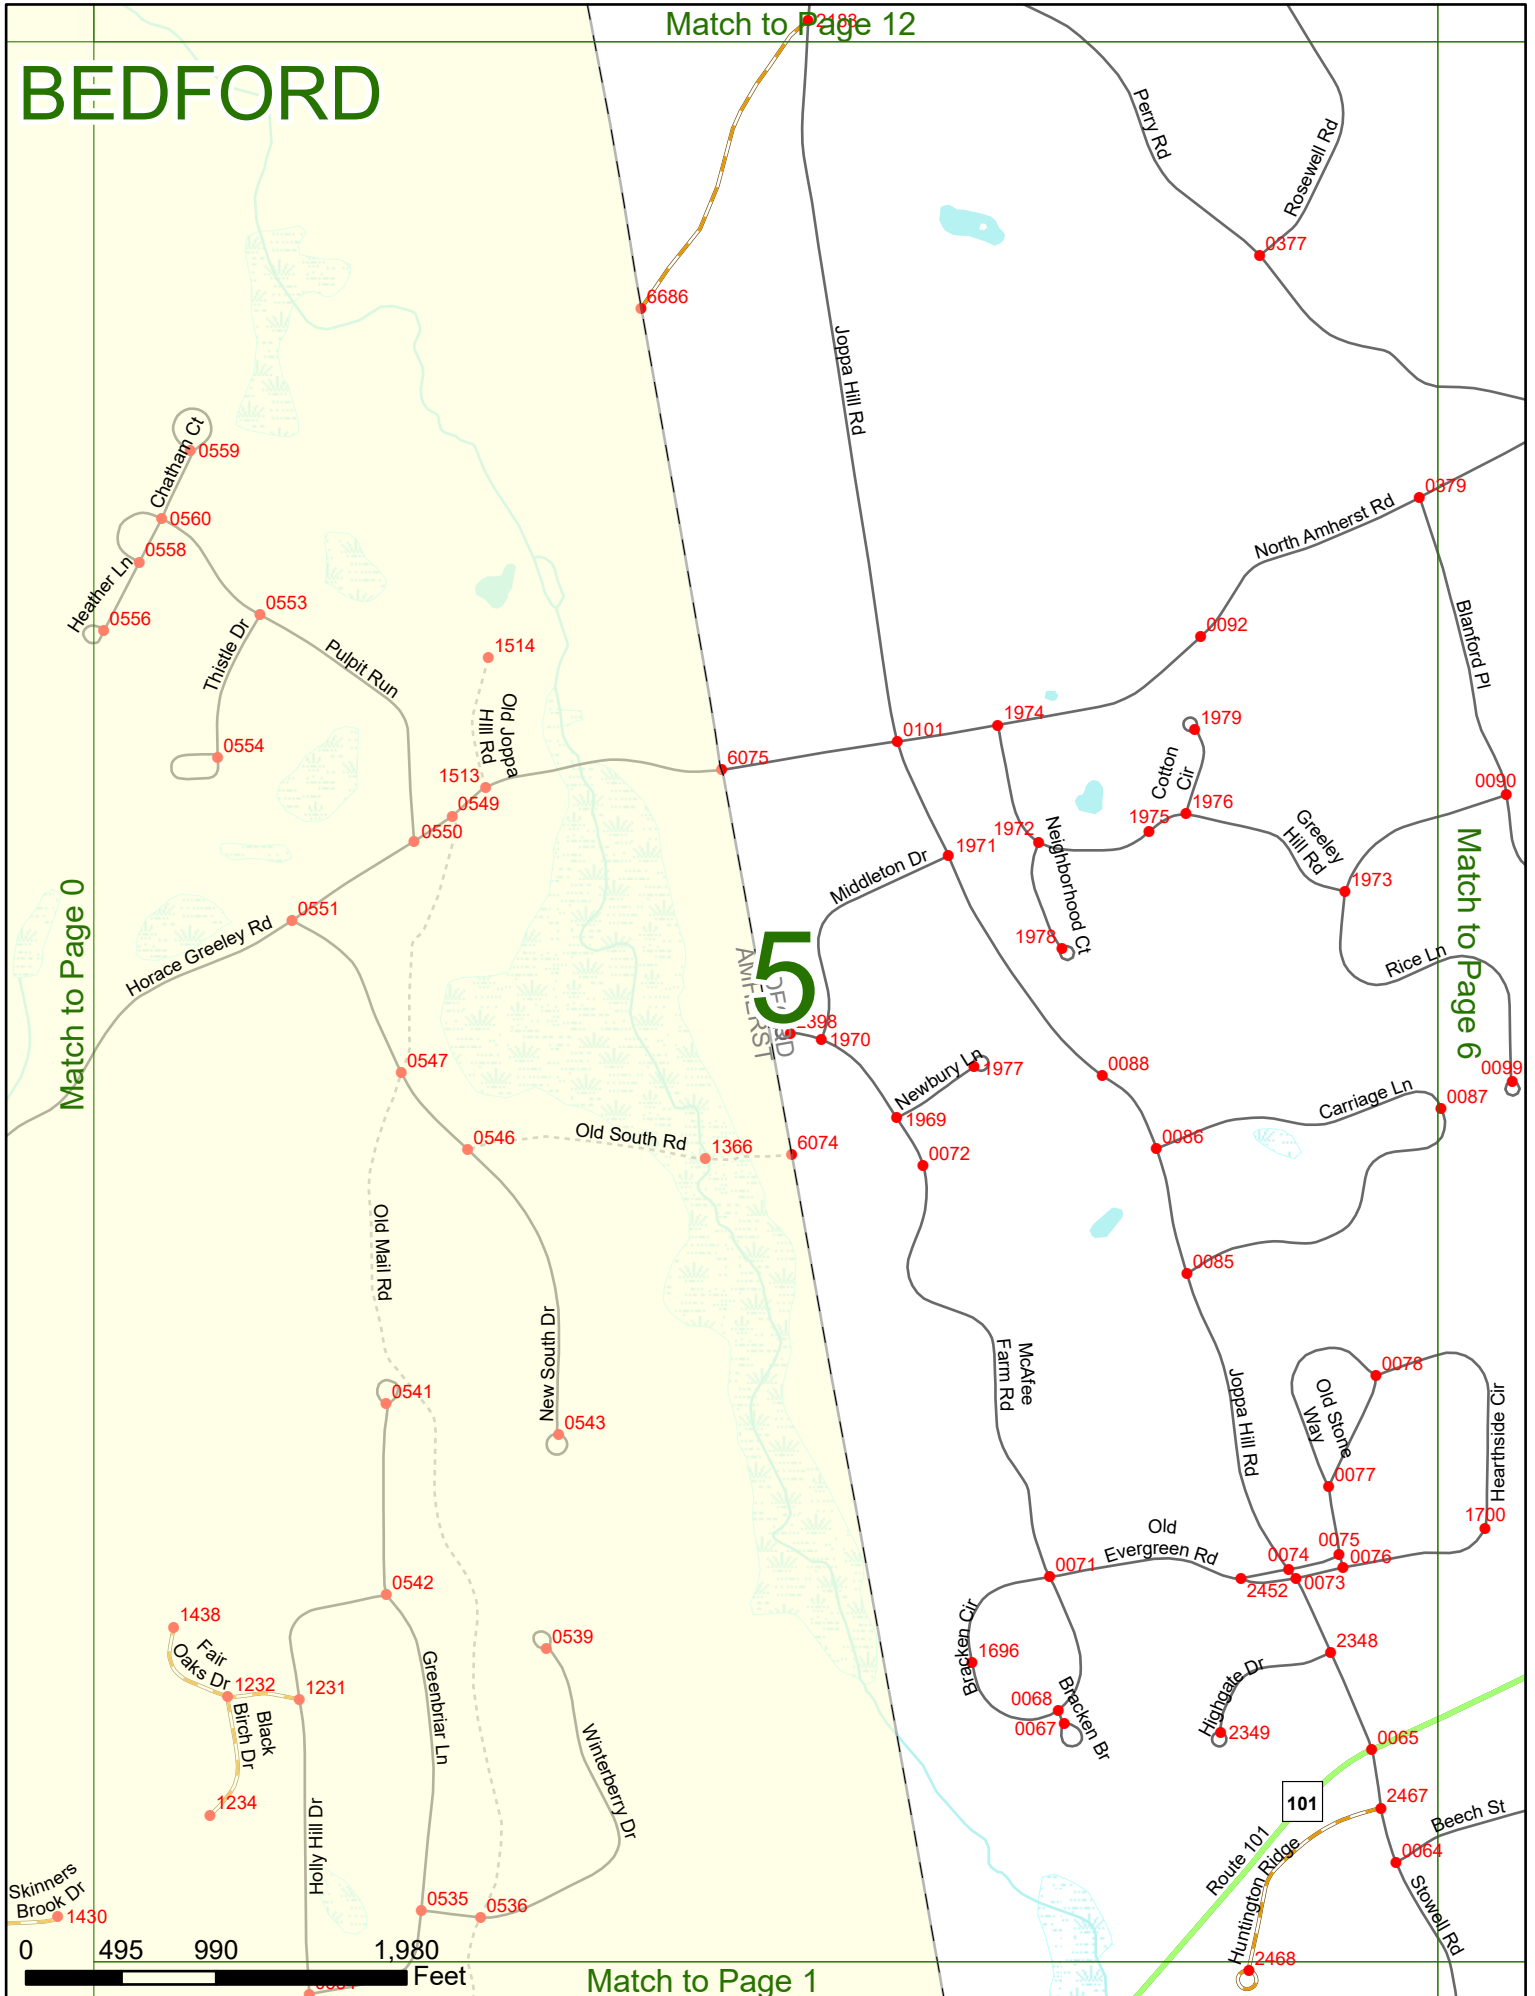 Match to Page 12
2183
BEDFORD
Perry Rd
Rosewell Rd
0377
6686
Joppa Hill Rd
Chatham Ct
0559
0560
0558
Heather Ln
0556
0553
Thistle Dr
Pulpit Run
0554
1514
Old Joppa
Hill Rd
1513
0549
0550
6075
0101
1974
0379
North Amherst Rd
0092
Blanford Pl
1979
Cotton
Cir
1976
1975
0090
1972
Neighborhood Ct
1971
Middleton Dr
Greeley
Hill Rd
1973
1978
Rice Ln
Match to Page 0
Match to Page 6
0551
Horace Greeley Rd
5
AMHERST
1970
0547
Newbury Ln
1977
0088
0099
0087
Carriage Ln
1969
0546
Old South Rd
1366
6074
0072
0086
Old Mail Rd
0085
New South Dr
McAfee
Farm Rd
0541
0543
Joppa Hill Rd
0078
Old Stone
Way
Hearthside Cir
0077
1700
Old
Evergreen Rd
0071
0074
0075
0076
2452
0073
0542
1438
Fair
Oaks Dr
1232
1231
Black
Birch Dr
1234
Greenbriar Ln
0539
Winterberry Dr
Holly Hill Dr
Bracken Cir
1696
0068
0067
Bracken Br
2348
Highgate Dr
2349
0065
101
2467
Beech St
0064
Route 101
Huntington Ridge
Stowell Rd
2468
Skinners
Brook Dr
1430
0535
0536
0 495 990 1,980
Feet
Match to Page 1